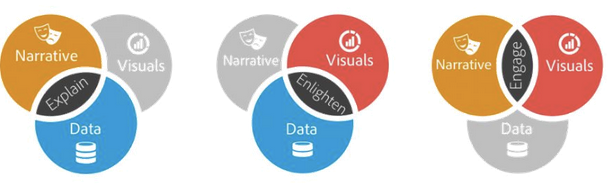 Narrative
Visuals
Explain
Data
Narrative
Visuals
Enlighten
Data
Narrative
Engage
Visuals
Data